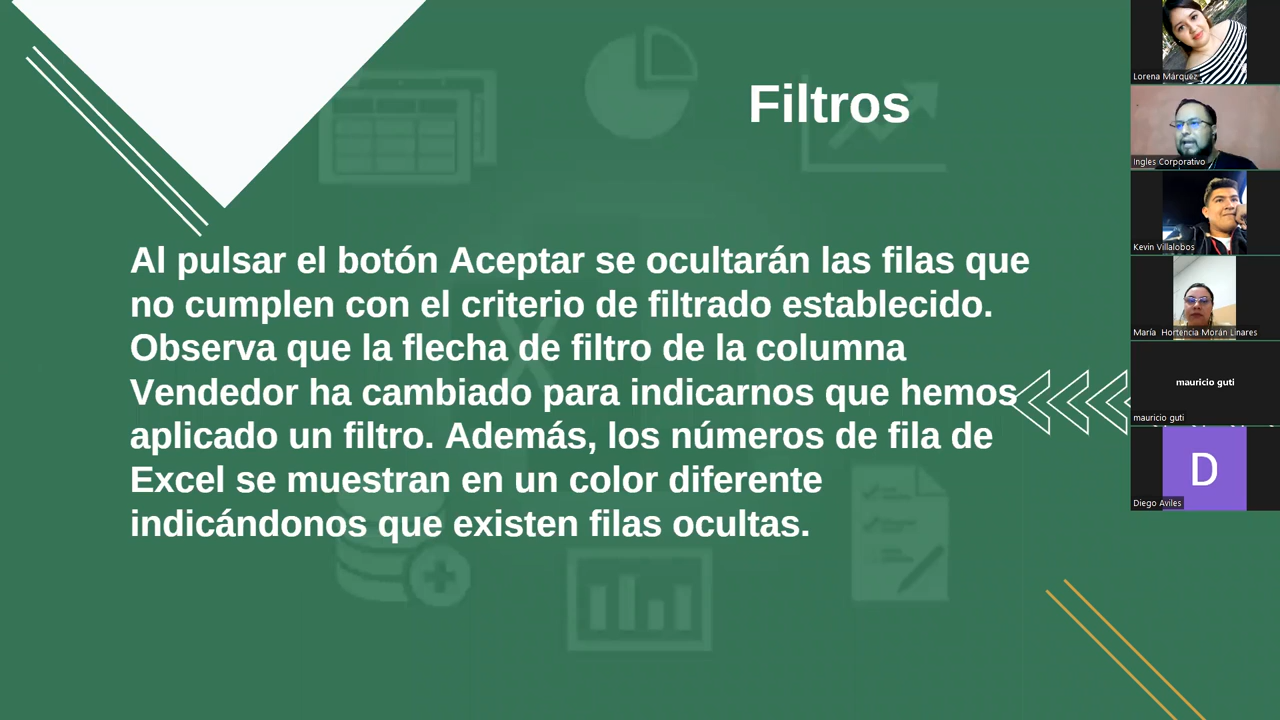 Filtros
Al pulsar el botón Aceptar se ocultarán las filas que
no cumplen con el criterio de filtrado establecido.
Observa que la flecha de filtro de la columna
Vendedor ha cambiado para indicarnos que hemos
aplicado un filtro. Además, los números de fila de
Excel se muestran en un color diferente
indicándonos que existen filas ocultas.
Lorena Márquez
Ingles Corporativo
Kevin Villalobos
María Hortencia Morán Linares
mauricio guti
mauricio guti
D
Diego Aviles